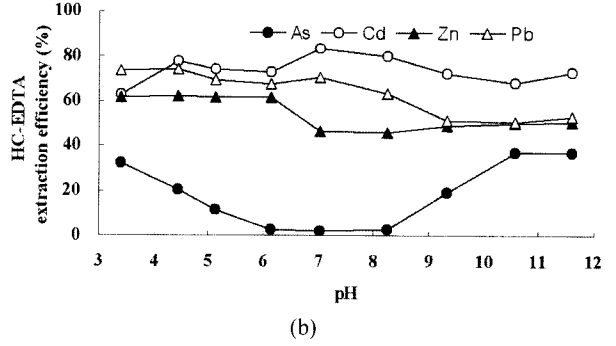 As Cd Zn Pb
HC-EDTA
extraction efficiency (%)
100
80
60
40
20
0
3 4 5 6 7 8 9 10 11 12
pH
(b)